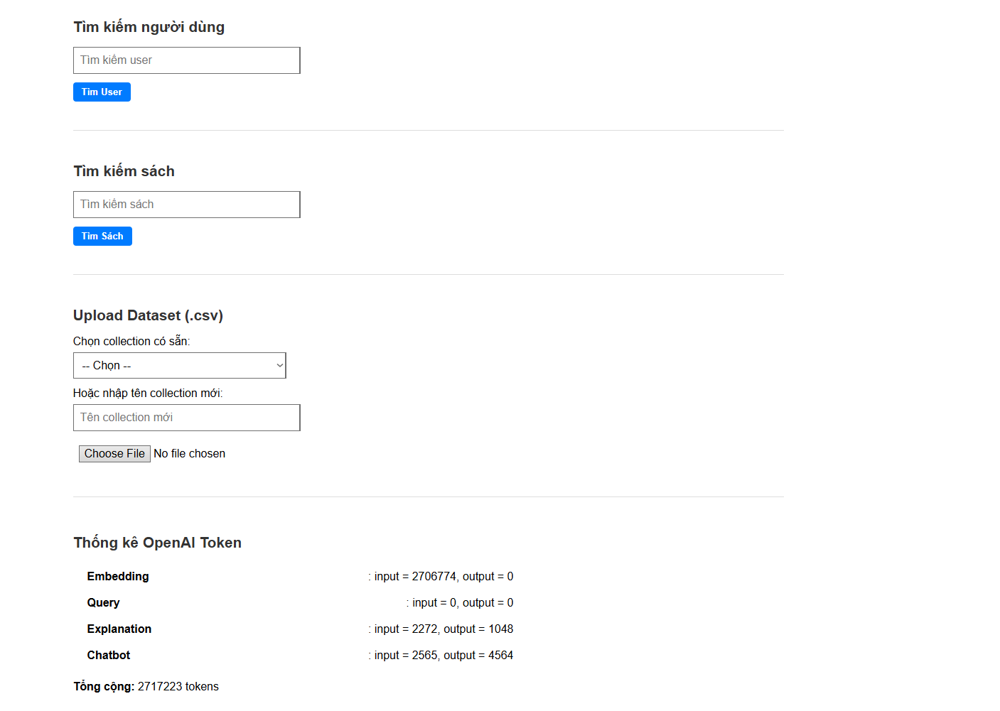 Tìm kiếm người dùng
Tìm kiếm user
Tìm User
Tìm kiếm sách
Tìm kiếm sách
Tìm Sách
Upload Dataset (.csv)
Chọn collection có sẵn:
-- Chọn --
Hoặc nhập tên collection mới:
Tên collection mới
Choose File No file chosen
Thống kê OpenAI Token
Embedding : input = 2706774, output = 0
Query : input = 0, output = 0
Explanation : input = 2272, output = 1048
Chatbot : input = 2565, output = 4564
Tổng cộng: 2717223 tokens